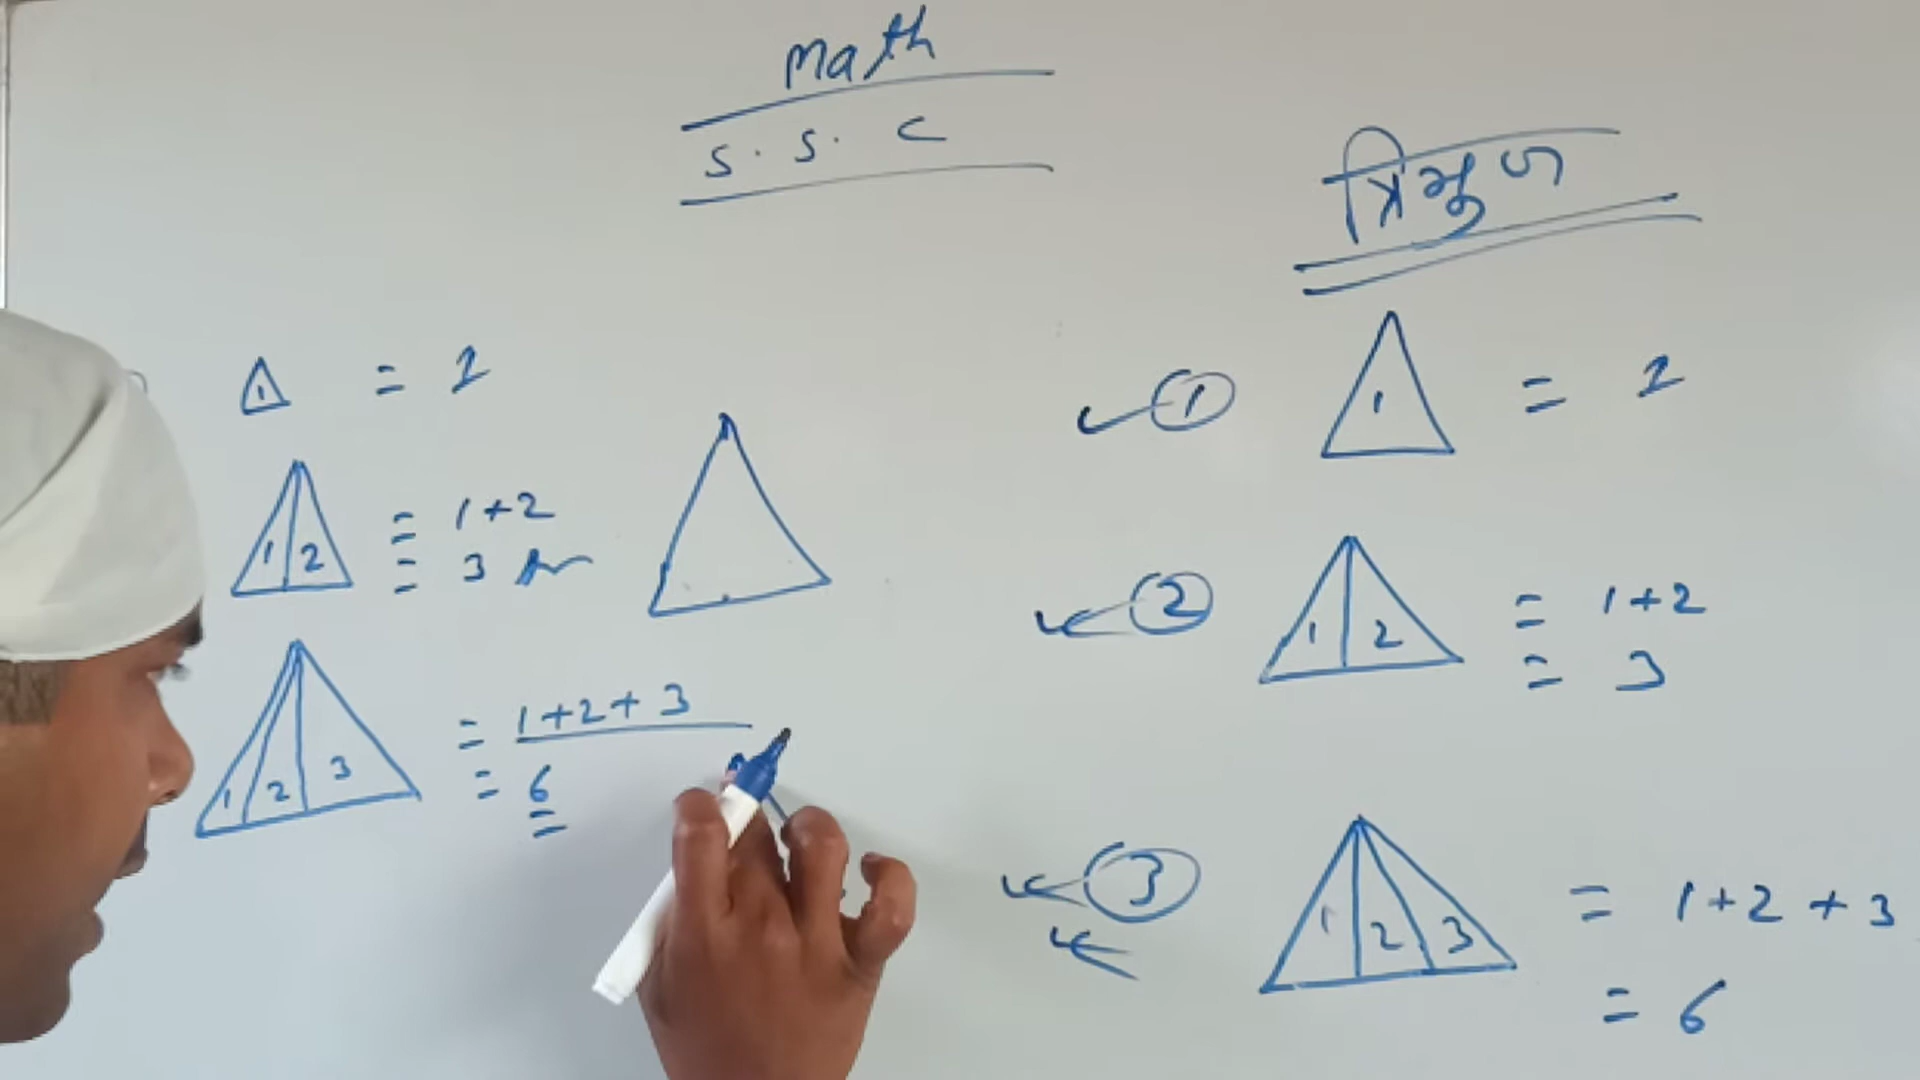 Math
S. S. C
ত্রিভুজ
1 = 1
1 2 = 1+2
= 3
1 2 3 = 1+2+3
= 6
① 1 = 1
② 1 2 = 1+2
= 3
③ 1 2 3 = 1+2+3
= 6